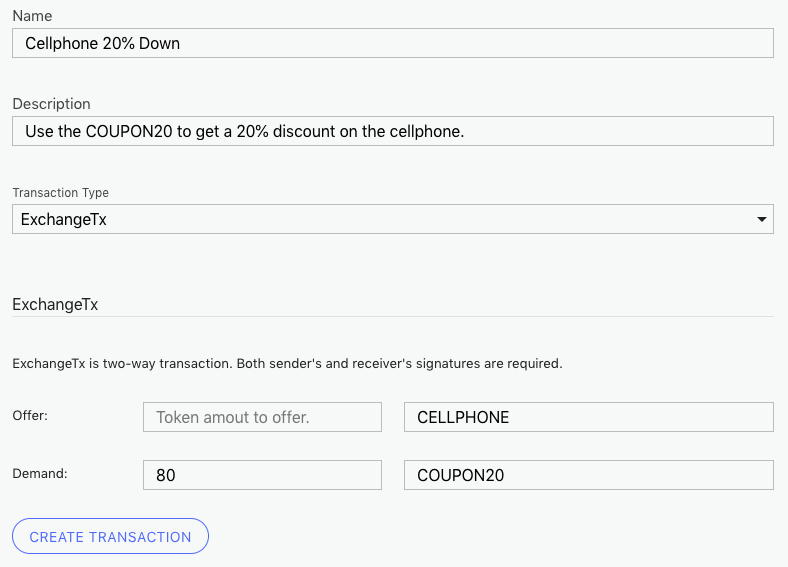 Name
Cellphone 20% Down
Description
Use the COUPON20 to get a 20% discount on the cellphone.
Transaction Type
ExchangeTx
ExchangeTx
ExchangeTx is two-way transaction. Both sender's and receiver's signatures are required.
Offer: Token amout to offer. CELLPHONE
Demand: 80 COUPON20
CREATE TRANSACTION